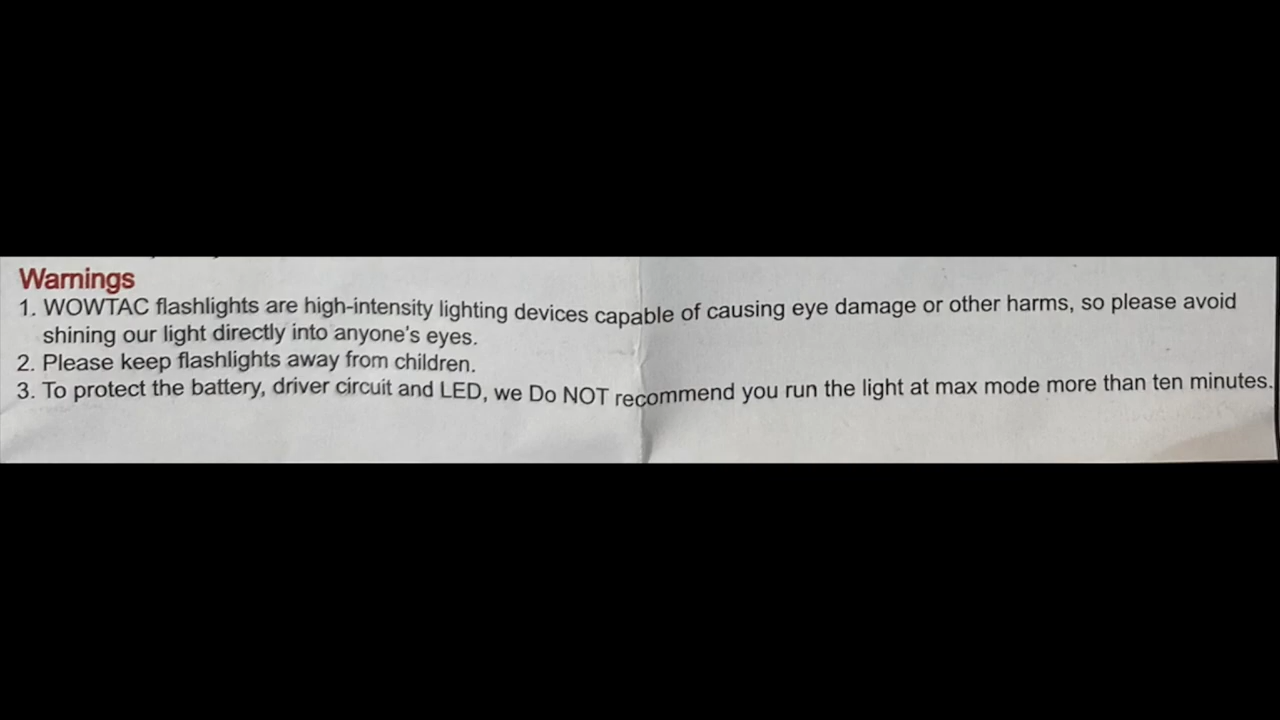 Warnings
1. WOWTAC flashlights are high-intensity lighting devices capable of causing eye damage or other harms, so please avoid
shining our light directly into anyone's eyes.
2. Please keep flashlights away from children.
3. To protect the battery, driver circuit and LED, we Do NOT recommend you run the light at max mode more than ten minutes.